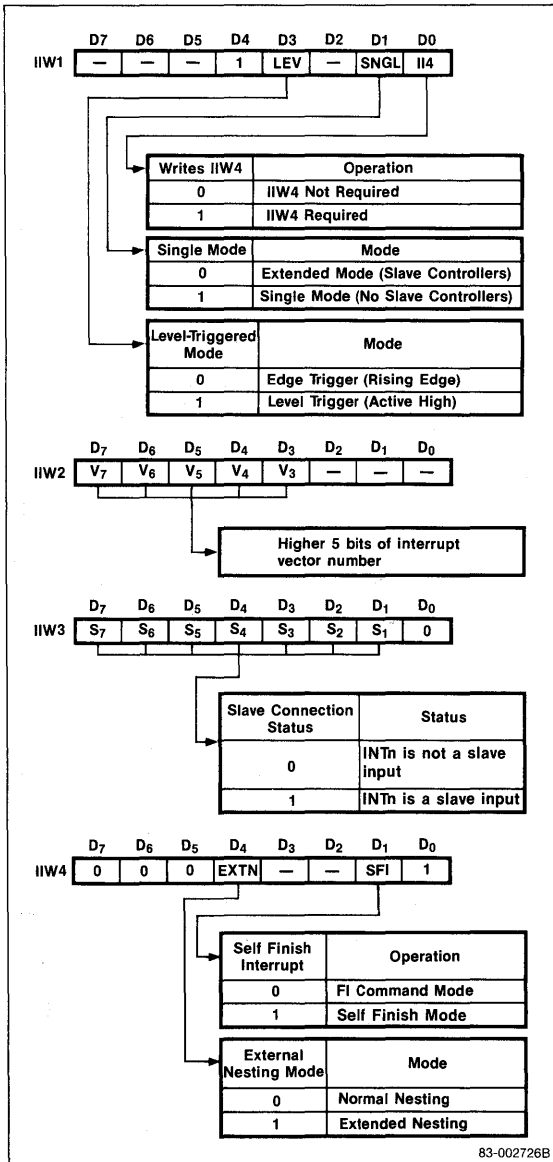 D7 D6 D5 D4 D3 D2 D1 D0
IIW1 — — — 1 LEV — SNGL II4
Writes IIW4 Operation
0 IIW4 Not Required
1 IIW4 Required
Single Mode Mode
0 Extended Mode (Slave Controllers)
1 Single Mode (No Slave Controllers)
Level-Triggered
Mode Mode
0 Edge Trigger (Rising Edge)
1 Level Trigger (Active High)
D7 D6 D5 D4 D3 D2 D1 D0
IIW2 V7 V6 V5 V4 V3 — — —
Higher 5 bits of interrupt
vector number
D7 D6 D5 D4 D3 D2 D1 D0
IIW3 S7 S6 S5 S4 S3 S2 S1 0
Slave Connection
Status Status
0 INTn is not a slave
input
1 INTn is a slave input
D7 D6 D5 D4 D3 D2 D1 D0
IIW4 0 0 0 EXTN — — SFI 1
Self Finish
Interrupt Operation
0 FI Command Mode
1 Self Finish Mode
External
Nesting Mode Mode
0 Normal Nesting
1 Extended Nesting
83-002726B